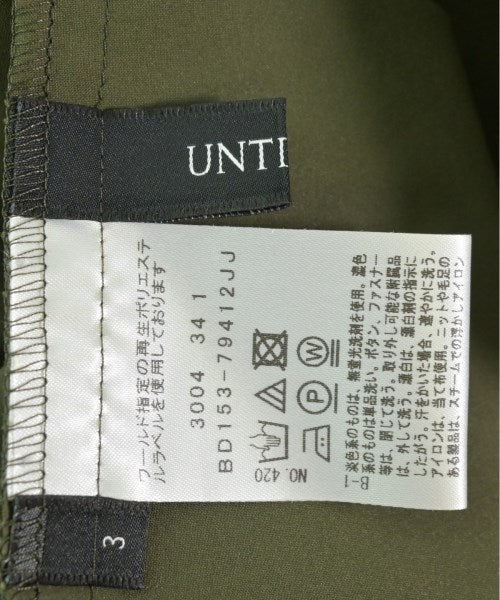 UNTI
フールド指定の再生ポリエステ
ルラベルを使用しております
3004 34 1
BD153-79412JJ
NO. 420
P
W
B-1
淡色系のものは、無蛍光洗剤を使用。濃色
系のものは単品洗い。ボタン、ファスナー
等は、閉じて洗う。取り外し可能な附属品
は、外して洗う。漂白は、漂白剤の指示に
したがう。汗をかいた場合、速やかに洗う。
アイロンは、当て布使用。ニットや毛足の
ある製品は、スチームでの浮かしアイロン
3